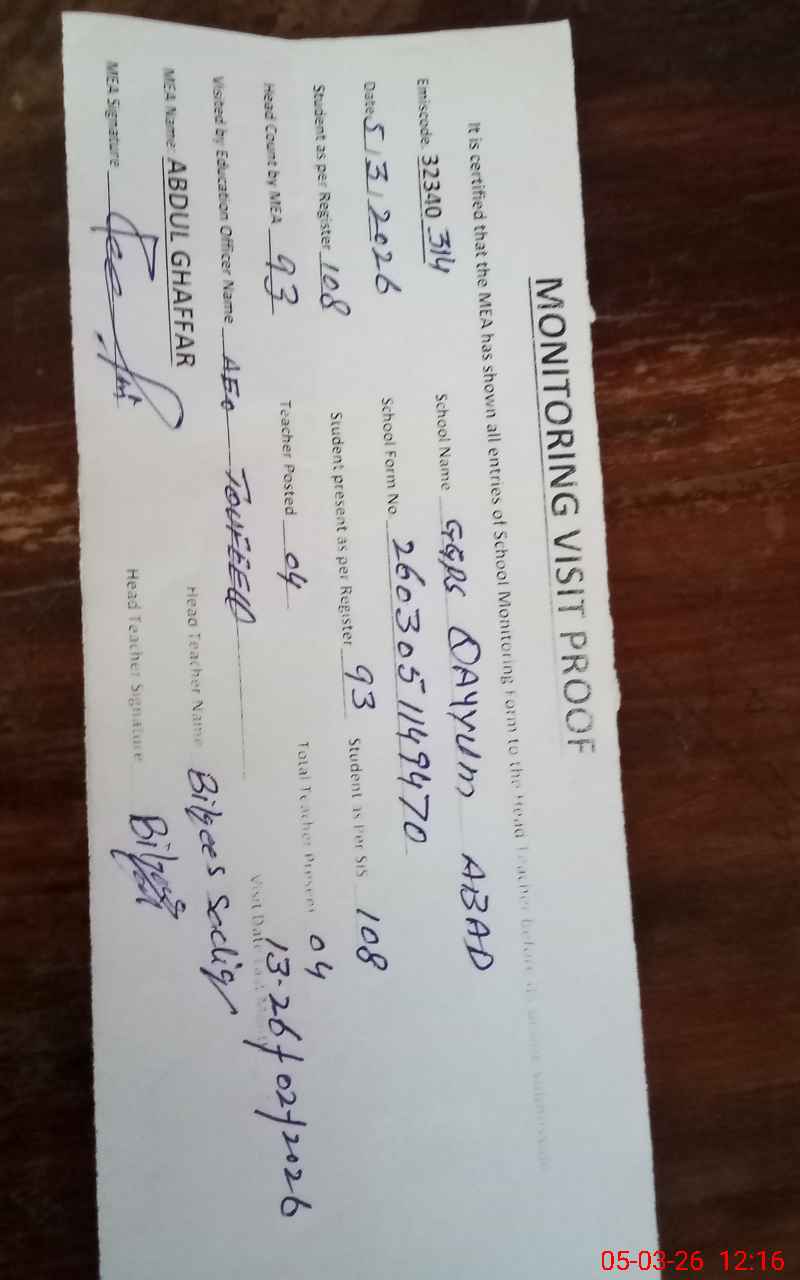 MONITORING VISIT PROOF
It is certified that the MEA has shown all entries of School Monitoring Form to the Head Teacher before
Emiscode. 32340 314 School Name GGPS QAYYUM ABAD
Date 5/3/2026 School Form No. 2603051149470
Student as per Register 108 Student present as per Register 93 Student as Per SIS 108
Head Count by MEA 93 Teacher Posted 04 Total Teacher Present 04
Visited by Education Officer Name AEO TOUFEEQ Visit Date Last 13-26/02/2026
MEA Name: ABDUL GHAFFAR Head Teacher Name Bilqees Sadiq
MEA Signature Head Teacher Signature
05-03-26 12:16